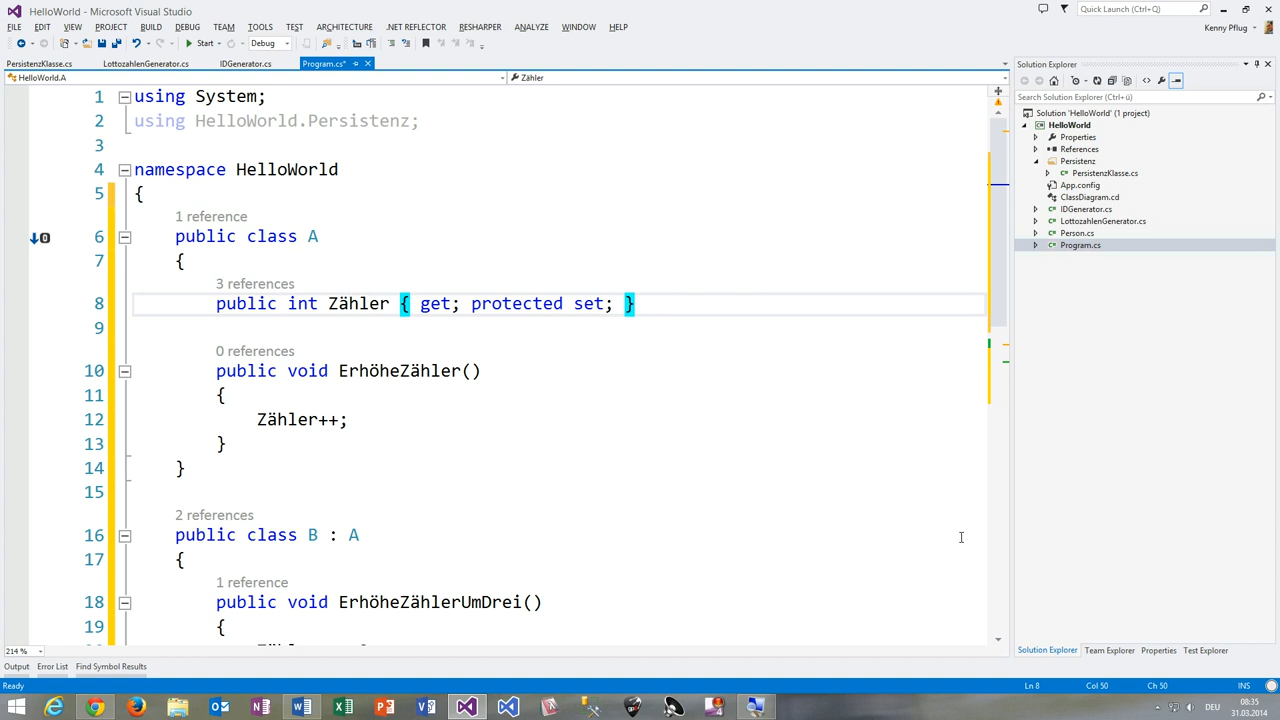 HelloWorld - Microsoft Visual Studio
Quick Launch (Ctrl+Q)
FILE EDIT VIEW PROJECT BUILD DEBUG TEAM TOOLS TEST ARCHITECTURE .NET REFLECTOR RESHARPER ANALYZE WINDOW HELP
Kenny Pflug
Start Debug
PersistenzKlasse.cs LottozahlenGenerator.cs IDGenerator.cs Program.cs*
HelloWorld.A Zähler
1 using System;
2 using HelloWorld.Persistenz;
3
4 namespace HelloWorld
5 {
1 reference
6 public class A
7 {
3 references
8 public int Zähler { get; protected set; }
9
0 references
10 public void ErhöheZähler()
11 {
12 Zähler++;
13 }
14 }
15
2 references
16 public class B : A
17 {
1 reference
18 public void ErhöheZählerUmDrei()
19 {
214 %
Solution Explorer
Search Solution Explorer (Ctrl+ü)
Solution 'HelloWorld' (1 project)
HelloWorld
Properties
References
Persistenz
PersistenzKlasse.cs
App.config
ClassDiagram.cd
IDGenerator.cs
LottozahlenGenerator.cs
Person.cs
Program.cs
Solution Explorer Team Explorer Properties Test Explorer
Output Error List Find Symbol Results
Ready Ln 8 Col 50 Ch 50 INS
DEU
08:35
31.03.2014